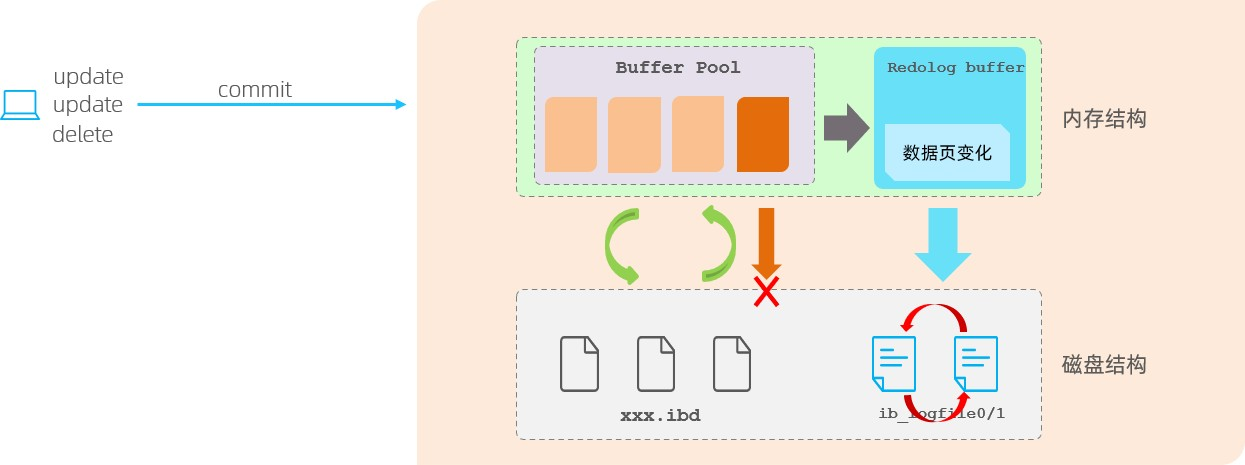 update
update
delete
commit
Buffer Pool
Redolog buffer
数据页变化
内存结构
xxx.ibd
ib_logfile0/1
磁盘结构